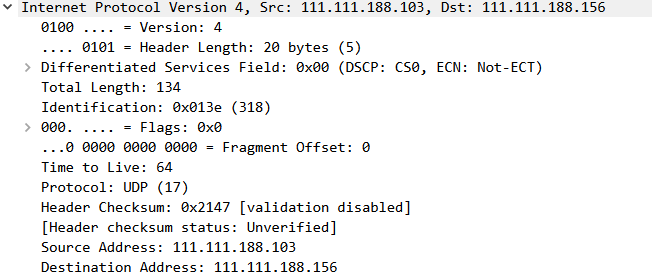 Internet Protocol Version 4, Src: 111.111.188.103, Dst: 111.111.188.156
0100 .... = Version: 4
.... 0101 = Header Length: 20 bytes (5)
Differentiated Services Field: 0x00 (DSCP: CS0, ECN: Not-ECT)
Total Length: 134
Identification: 0x013e (318)
000. .... = Flags: 0x0
...0 0000 0000 0000 = Fragment Offset: 0
Time to Live: 64
Protocol: UDP (17)
Header Checksum: 0x2147 [validation disabled]
[Header checksum status: Unverified]
Source Address: 111.111.188.103
Destination Address: 111.111.188.156